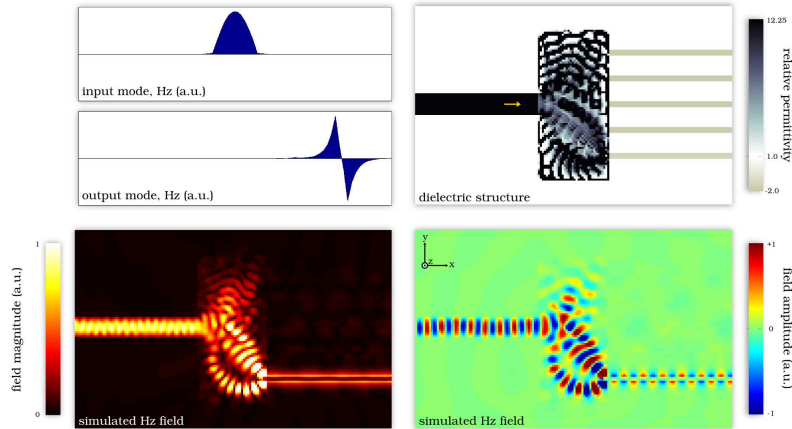 input mode, Hz (a.u.)
output mode, Hz (a.u.)
dielectric structure
12.25
1.0
-2.0
relative permittivity
field magnitude (a.u.)
1
0
simulated Hz field
y
z
x
simulated Hz field
+1
0
-1
field amplitude (a.u.)